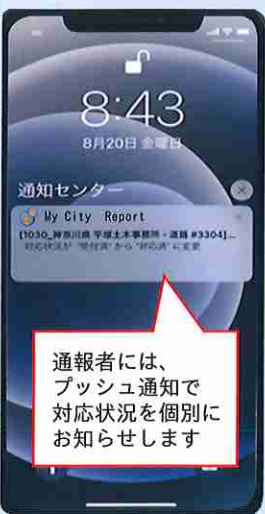 8:43
8月20日 金曜日
通知センター
My City Report
[1030_神奈川県 平塚土木事務所・道路 #3304]...
対応状況が "受付済" から "対応済" に変更
通報者には、
プッシュ通知で
対応状況を個別に
お知らせします